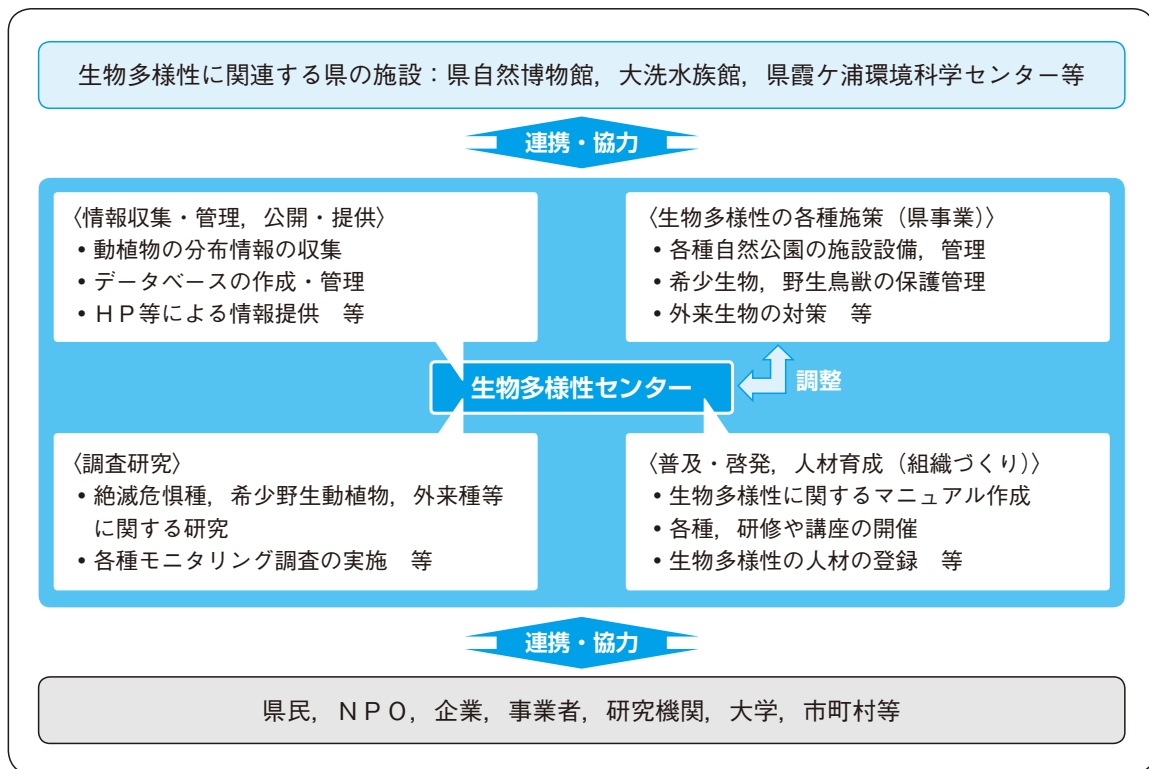 生物多様性に関連する県の施設：県自然博物館，大洗水族館，県霞ケ浦環境科学センター等
連携・協力
〈情報収集・管理，公開・提供〉
•動植物の分布情報の収集
•データベースの作成・管理
•ＨＰ等による情報提供　等
〈生物多様性の各種施策（県事業）〉
•各種自然公園の施設設備，管理
•希少生物，野生鳥獣の保護管理
•外来生物の対策　等
生物多様性センター
調整
〈調査研究〉
•絶滅危惧種，希少野生動植物，外来種等
に関する研究
•各種モニタリング調査の実施　等
〈普及・啓発，人材育成（組織づくり）〉
•生物多様性に関するマニュアル作成
•各種，研修や講座の開催
•生物多様性の人材の登録　等
連携・協力
県民，ＮＰＯ，企業，事業者，研究機関，大学，市町村等